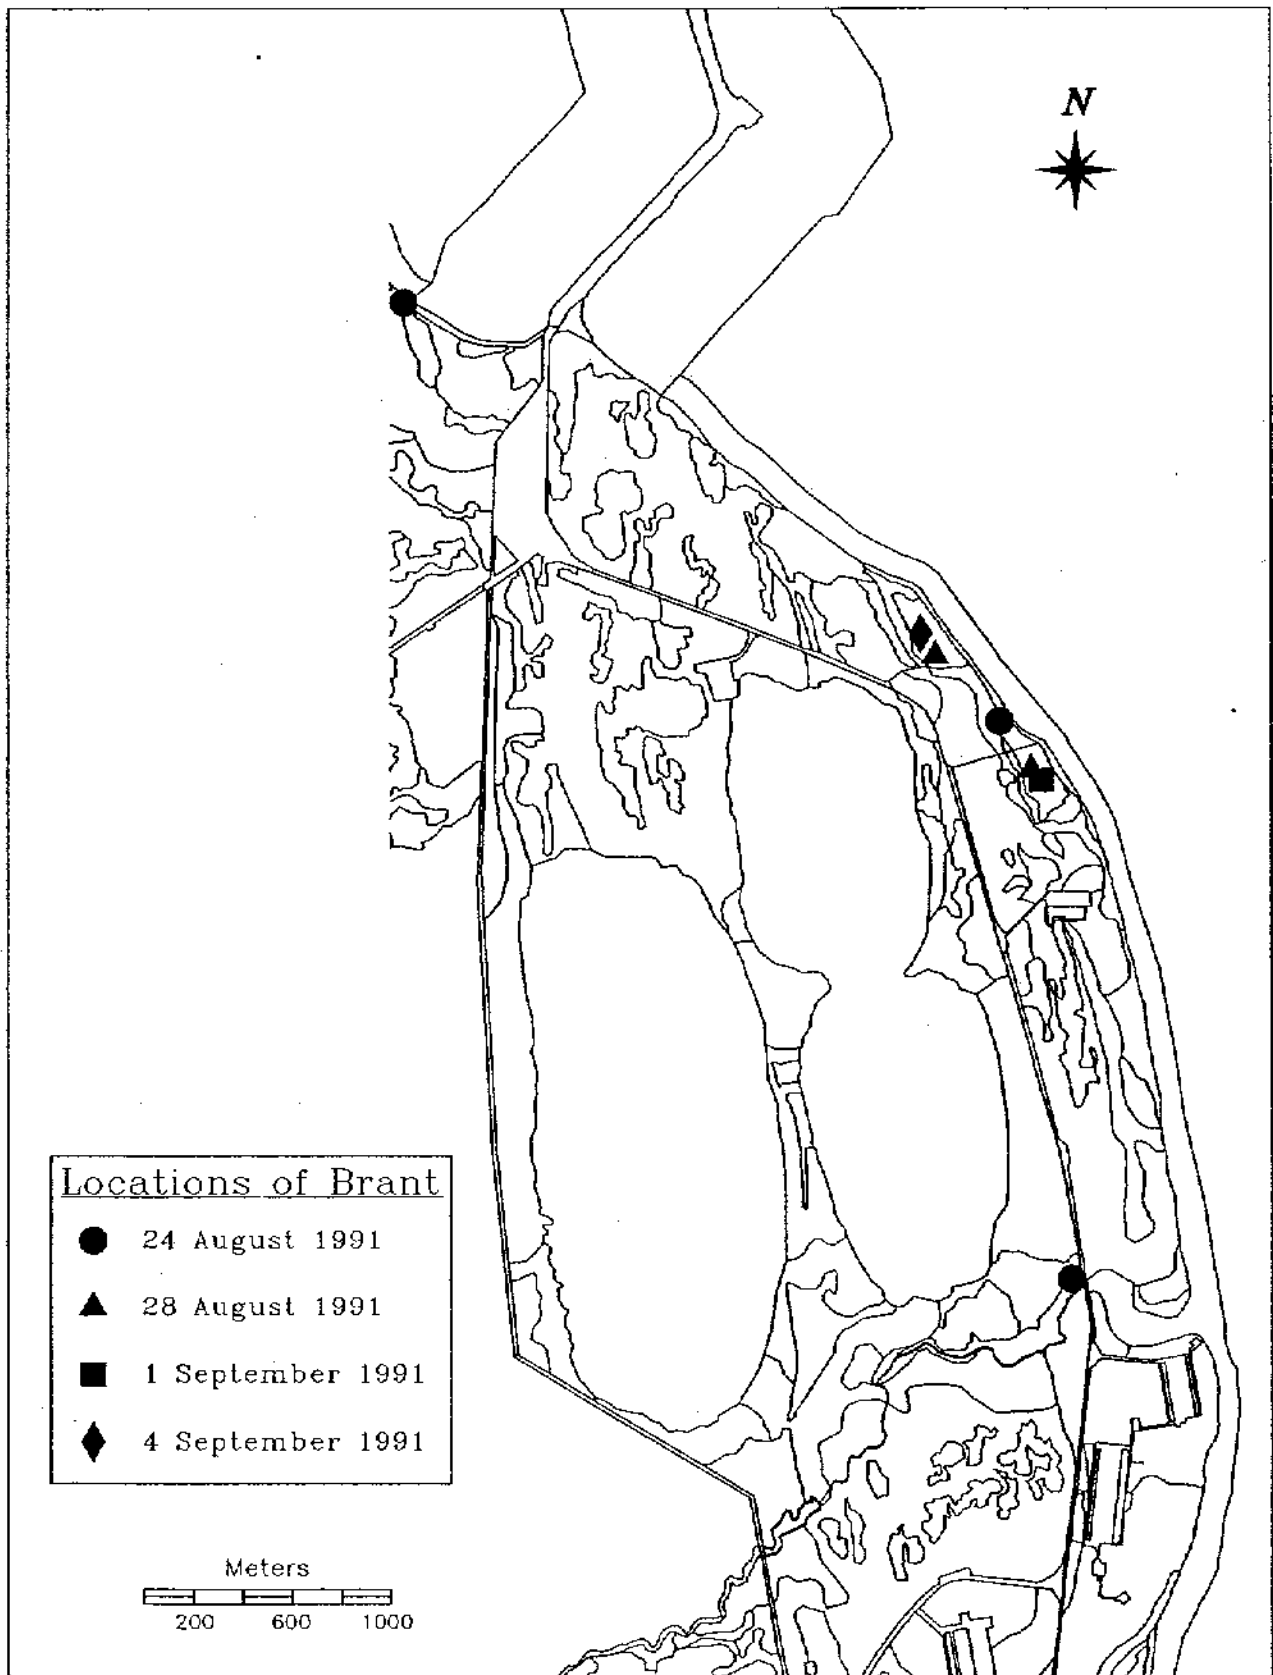 N
Locations of Brant
24 August 1991
28 August 1991
1 September 1991
4 September 1991
Meters
200 600 1000